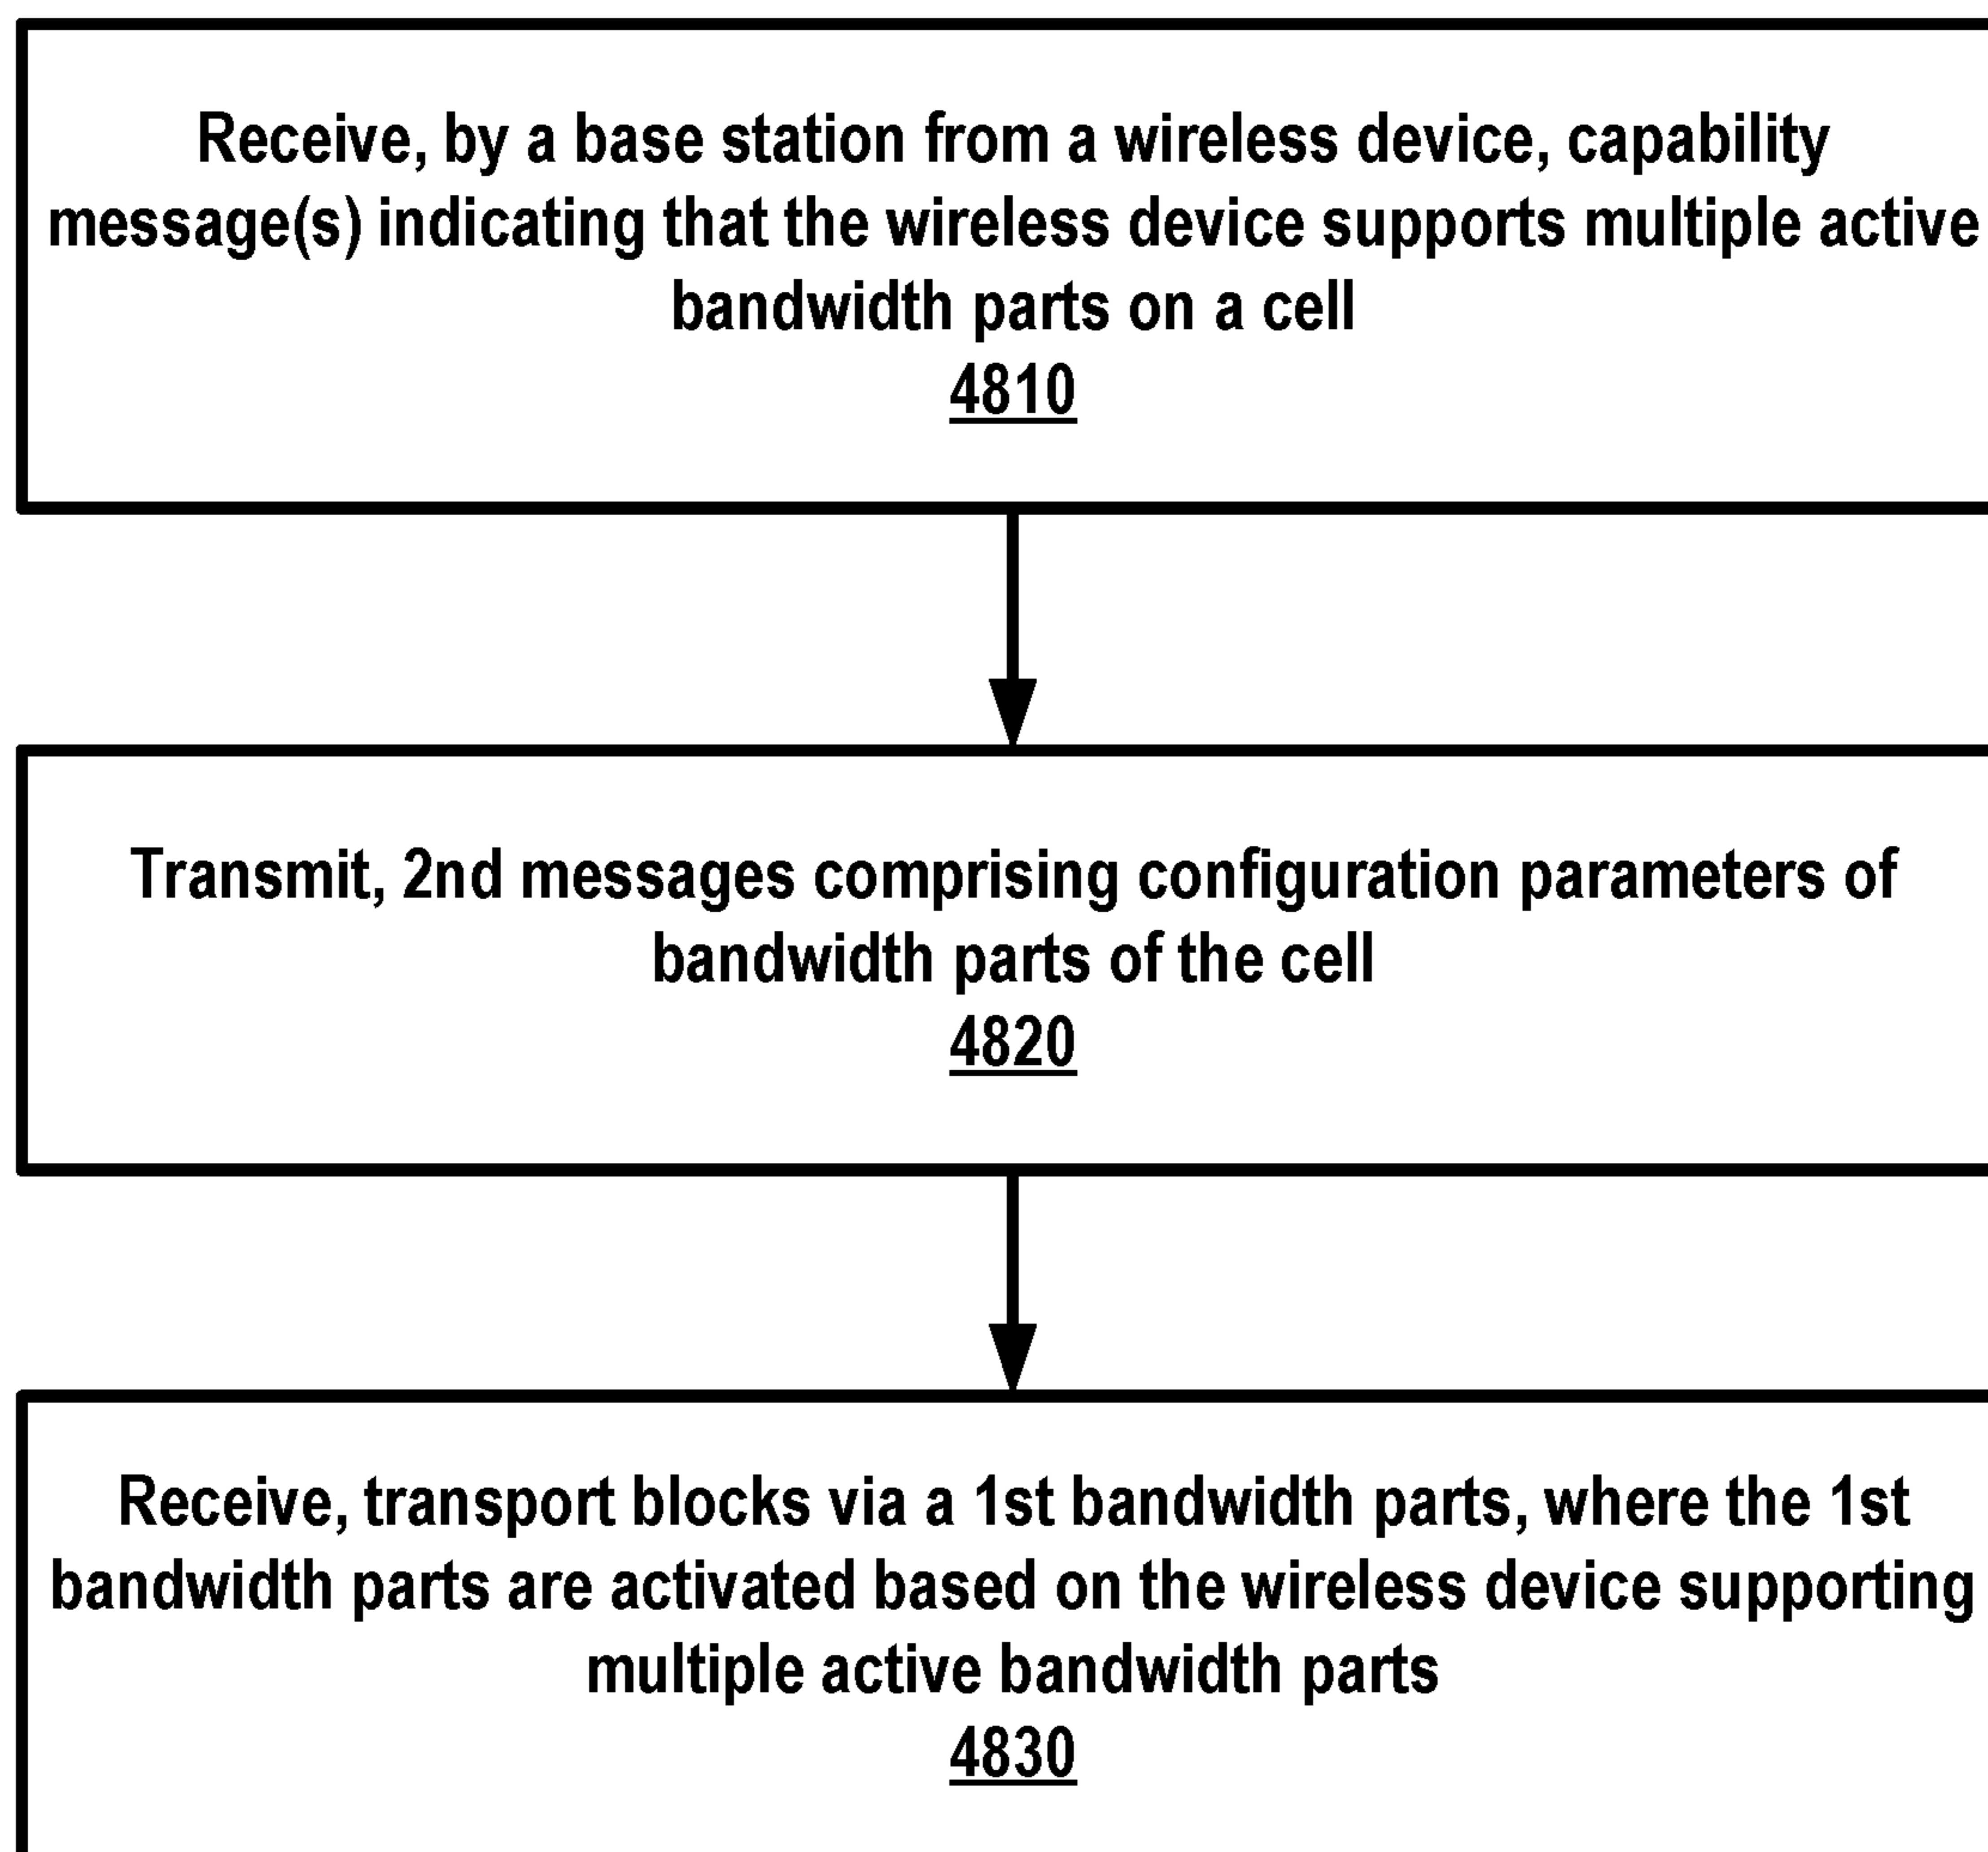 Receive, by a base station from a wireless device, capability
message(s) indicating that the wireless device supports multiple active
bandwidth parts on a cell
4810
Transmit, 2nd messages comprising configuration parameters of
bandwidth parts of the cell
4820
Receive, transport blocks via a 1st bandwidth parts, where the 1st
bandwidth parts are activated based on the wireless device supporting
multiple active bandwidth parts
4830